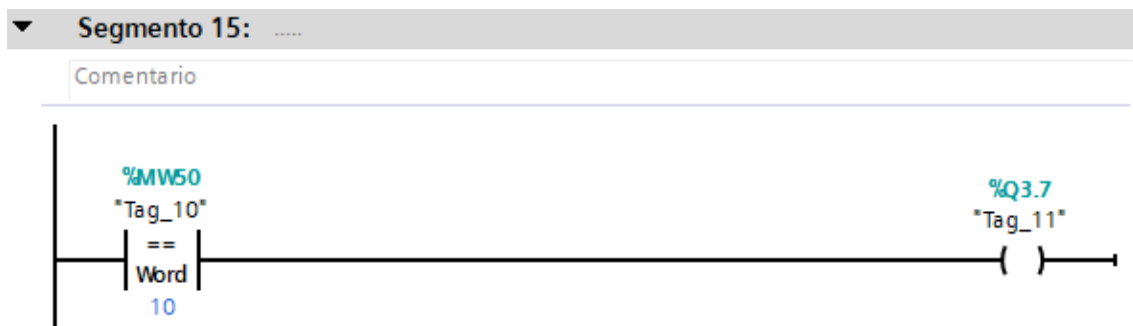 Segmento 15: .....
Comentario
%MW50
"Tag_10"
==
Word
10
%Q3.7
"Tag_11"
( )